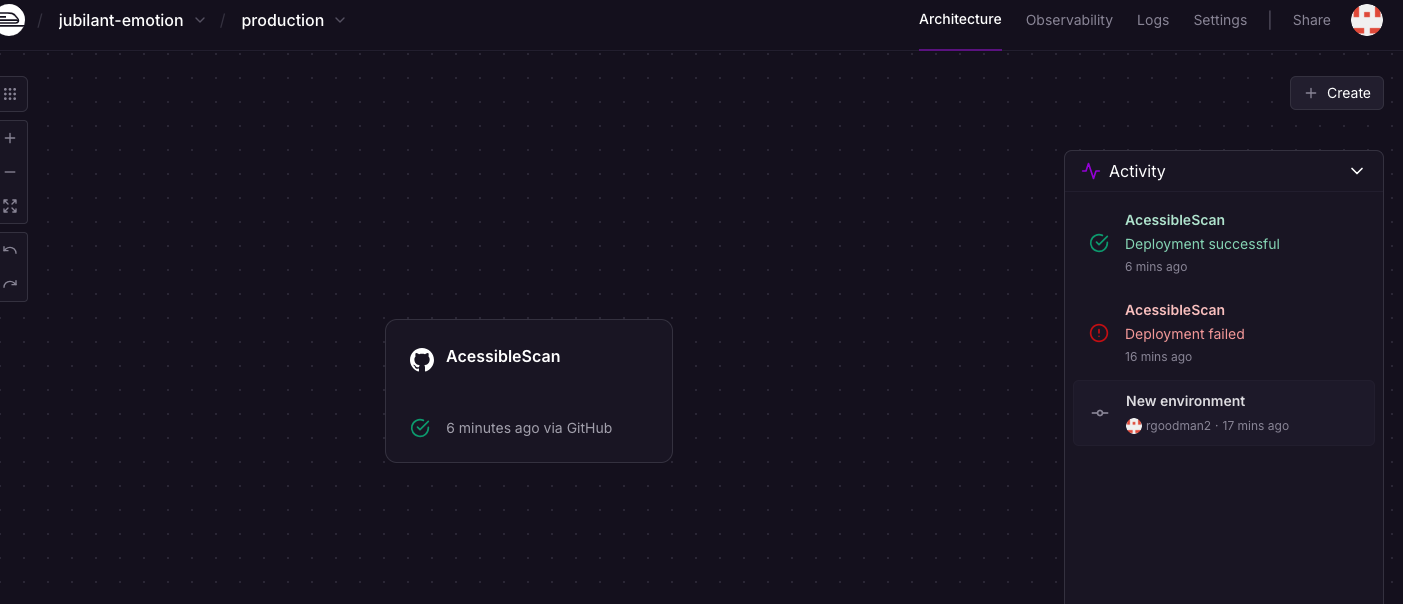 / jubilant-emotion / production
Architecture Observability Logs Settings | Share
+ Create
Activity
AcessibleScan
Deployment successful
6 mins ago
AcessibleScan
Deployment failed
16 mins ago
New environment
rgoodman2 · 17 mins ago
AcessibleScan
6 minutes ago via GitHub